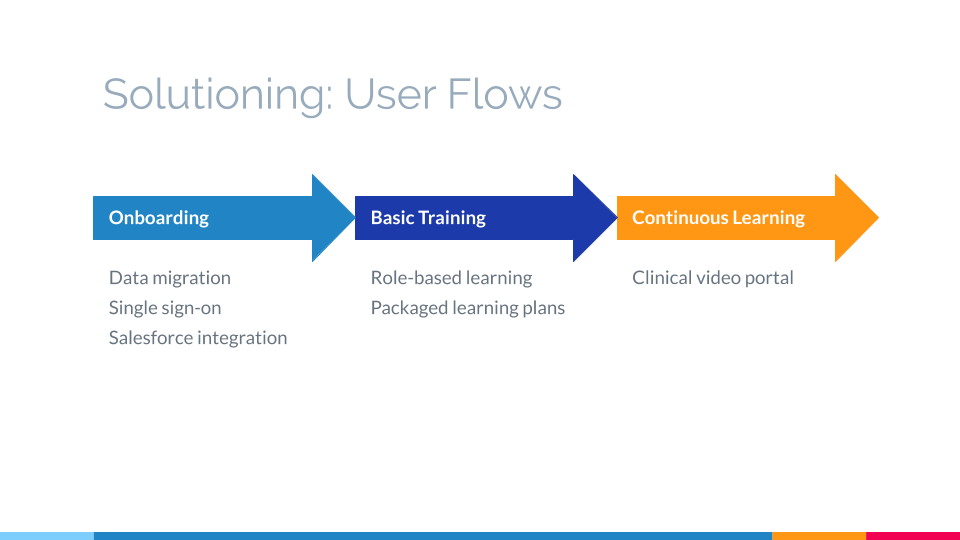 Solutioning: User Flows
Onboarding
Data migration
Single sign-on
Salesforce integration
Basic Training
Role-based learning
Packaged learning plans
Continuous Learning
Clinical video portal